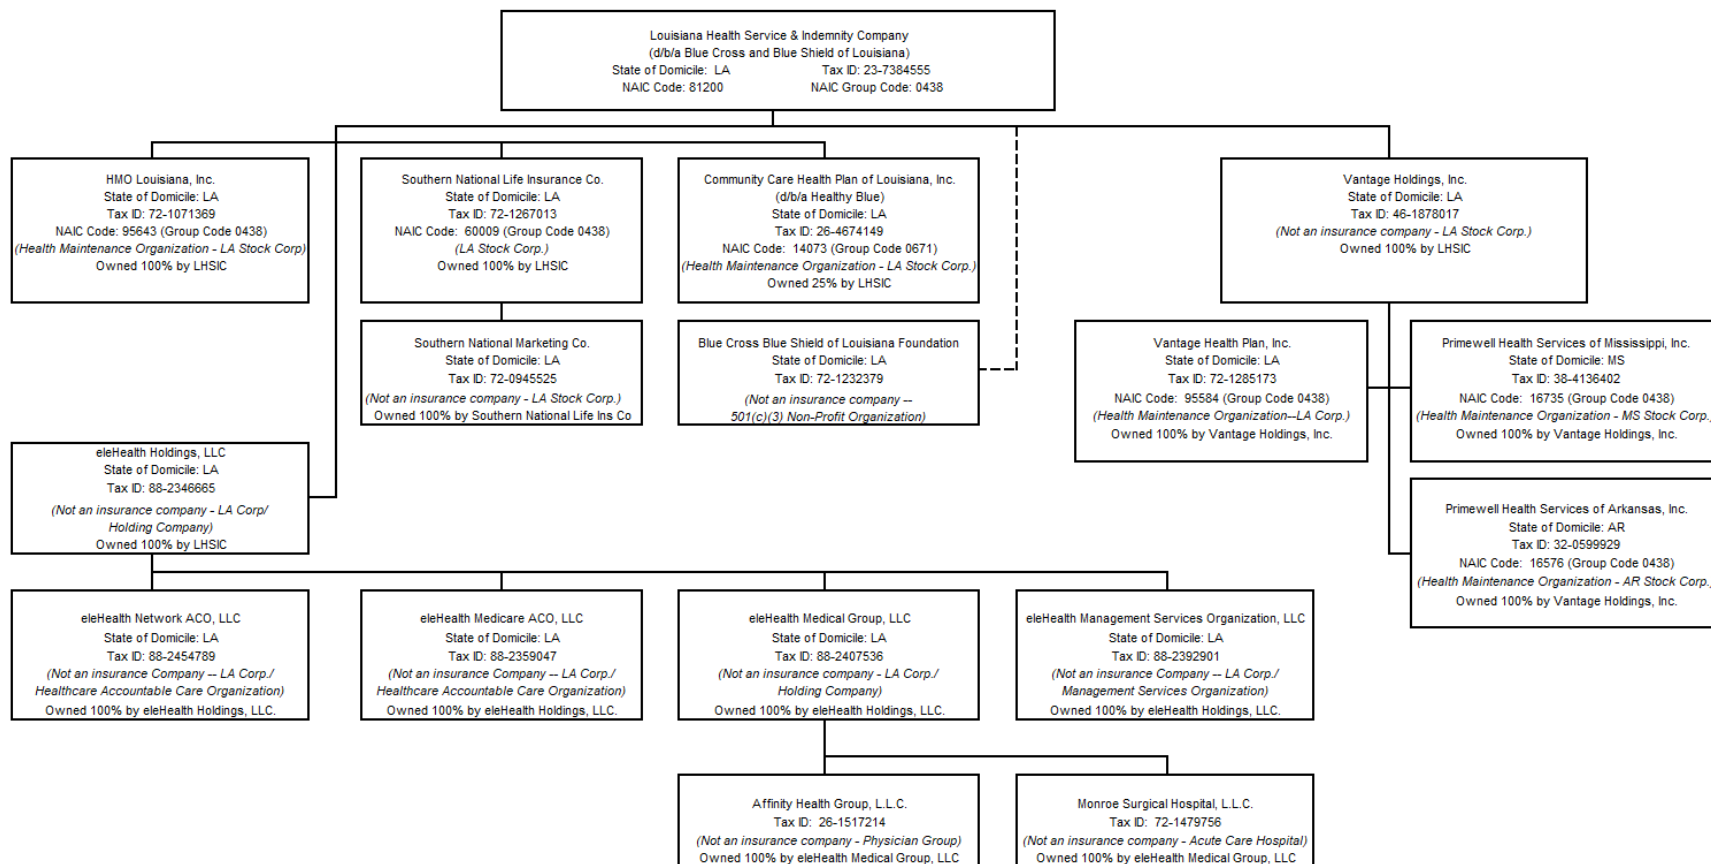 Louisiana Health Service & Indemnity Company
(d/b/a Blue Cross and Blue Shield of Louisiana)
State of Domicile: LA Tax ID: 23-7384555
NAIC Code: 81200 NAIC Group Code: 0438
HMO Louisiana, Inc.
State of Domicile: LA
Tax ID: 72-1071369
NAIC Code: 95643 (Group Code 0438)
(Health Maintenance Organization - LA Stock Corp)
Owned 100% by LHSIC
Southern National Life Insurance Co.
State of Domicile: LA
Tax ID: 72-1267013
NAIC Code: 60009 (Group Code 0438)
(LA Stock Corp.)
Owned 100% by LHSIC
Community Care Health Plan of Louisiana, Inc.
(d/b/a Healthy Blue)
State of Domicile: LA
Tax ID: 26-4674149
NAIC Code: 14073 (Group Code 0671)
(Health Maintenance Organization - LA Stock Corp.)
Owned 25% by LHSIC
Vantage Holdings, Inc.
State of Domicile: LA
Tax ID: 46-1878017
(Not an insurance company - LA Stock Corp.)
Owned 100% by LHSIC
Southern National Marketing Co.
State of Domicile: LA
Tax ID: 72-0945525
(Not an insurance company - LA Stock Corp.)
Owned 100% by Southern National Life Ins Co
Blue Cross Blue Shield of Louisiana Foundation
State of Domicile: LA
Tax ID: 72-1232379
(Not an insurance company --
501(c)(3) Non-Profit Organization)
Vantage Health Plan, Inc.
State of Domicile: LA
Tax ID: 72-1285173
NAIC Code: 95584 (Group Code 0438)
(Health Maintenance Organization--LA Corp.)
Owned 100% by Vantage Holdings, Inc.
Primewell Health Services of Mississippi, Inc.
State of Domicile: MS
Tax ID: 38-4136402
NAIC Code: 16735 (Group Code 0438)
(Health Maintenance Organization - MS Stock Corp.)
Owned 100% by Vantage Holdings, Inc.
eleHealth Holdings, LLC
State of Domicile: LA
Tax ID: 88-2346665
(Not an insurance company - LA Corp/
Holding Company)
Owned 100% by LHSIC
Primewell Health Services of Arkansas, Inc.
State of Domicile: AR
Tax ID: 32-0599929
NAIC Code: 16576 (Group Code 0438)
(Health Maintenance Organization - AR Stock Corp.)
Owned 100% by Vantage Holdings, Inc.
eleHealth Network ACO, LLC
State of Domicile: LA
Tax ID: 88-2454789
(Not an insurance Company -- LA Corp./
Healthcare Accountable Care Organization)
Owned 100% by eleHealth Holdings, LLC.
eleHealth Medicare ACO, LLC
State of Domicile: LA
Tax ID: 88-2359047
(Not an insurance Company -- LA Corp./
Healthcare Accountable Care Organization)
Owned 100% by eleHealth Holdings, LLC.
eleHealth Medical Group, LLC
State of Domicile: LA
Tax ID: 88-2407536
(Not an insurance company - LA Corp./
Holding Company)
Owned 100% by eleHealth Holdings, LLC.
eleHealth Management Services Organization, LLC
State of Domicile: LA
Tax ID: 88-2392901
(Not an insurance Company -- LA Corp./
Management Services Organization)
Owned 100% by eleHealth Holdings, LLC.
Affinity Health Group, L.L.C.
Tax ID: 26-1517214
(Not an insurance company - Physician Group)
Owned 100% by eleHealth Medical Group, LLC
Monroe Surgical Hospital, L.L.C.
Tax ID: 72-1479756
(Not an insurance company - Acute Care Hospital)
Owned 100% by eleHealth Medical Group, LLC